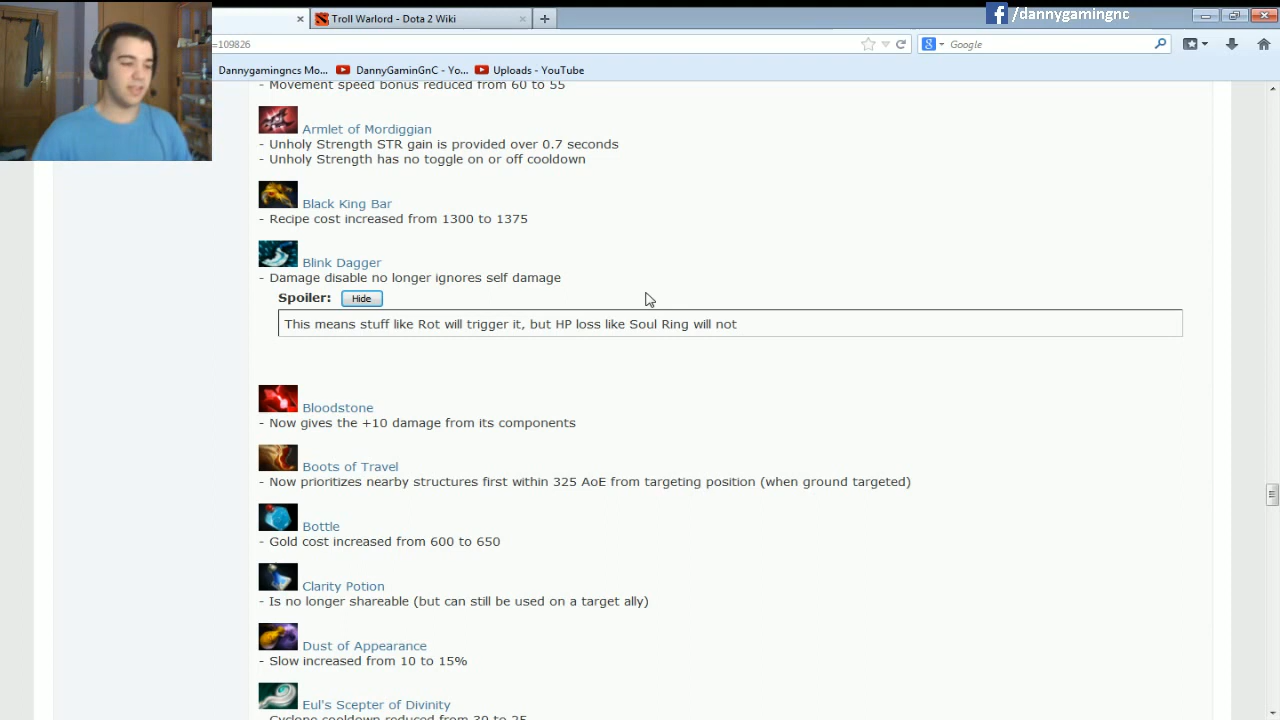 Troll Warlord - Dota 2 Wiki
/dannygamingnc
=109826
Google
Dannygamingncs Mo...
DannyGaminGnC - Yo...
Uploads - YouTube
- Movement speed bonus reduced from 60 to 55
Armlet of Mordiggian
- Unholy Strength STR gain is provided over 0.7 seconds
- Unholy Strength has no toggle on or off cooldown
Black King Bar
- Recipe cost increased from 1300 to 1375
Blink Dagger
- Damage disable no longer ignores self damage
Spoiler: Hide
This means stuff like Rot will trigger it, but HP loss like Soul Ring will not
Bloodstone
- Now gives the +10 damage from its components
Boots of Travel
- Now prioritizes nearby structures first within 325 AoE from targeting position (when ground targeted)
Bottle
- Gold cost increased from 600 to 650
Clarity Potion
- Is no longer shareable (but can still be used on a target ally)
Dust of Appearance
- Slow increased from 10 to 15%
Eul's Scepter of Divinity
- Cyclone cooldown reduced from 30 to 25